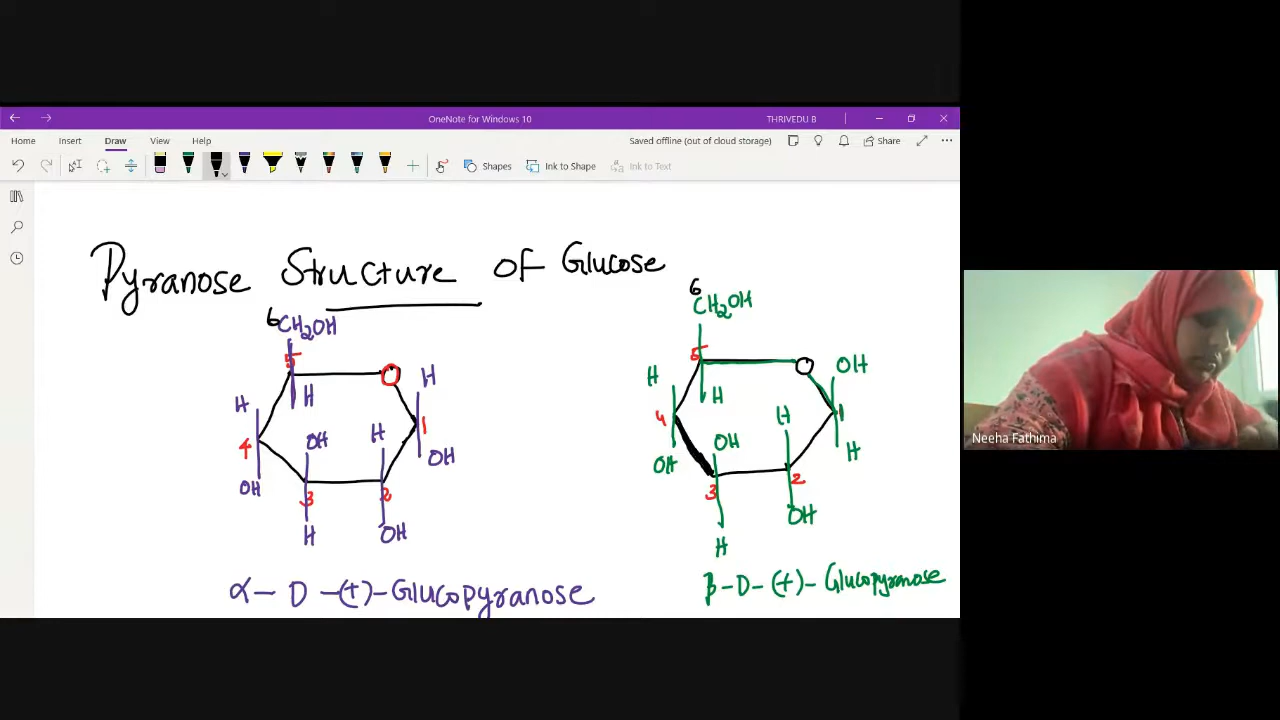 OneNote for Windows 10
THRIVEDU B
Home Insert Draw View Help
Saved offline (out of cloud storage)
Share
Shapes
Ink to Shape
Ink to Text
Pyranose Structure of Glucose
6 CH2OH
5
O
H
H
H
OH
H
4
1
OH
OH
3
2
H
OH
α-D-(+)-Glucopyranose
6 CH2OH
5
O
OH
H
H
H
4
1
OH
OH
H
3
2
OH
H
β-D-(+)-Glucopyranose
Neeha Fathima